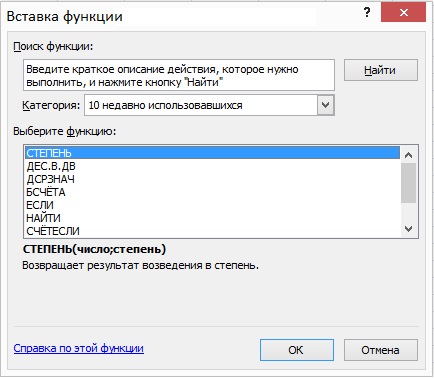 Вставка функции
Поиск функции:
Введите краткое описание действия, которое нужно
выполнить, и нажмите кнопку "Найти"
Найти
Категория: 10 недавно использовавшихся
Выберите функцию:
СТЕПЕНЬ
ДЕС.В.ДВ
ДСРЗНАЧ
БСЧЁТА
ЕСЛИ
НАЙТИ
СЧЁТЕСЛИ
СТЕПЕНЬ(число;степень)
Возвращает результат возведения в степень.
Справка по этой функции
ОК
Отмена